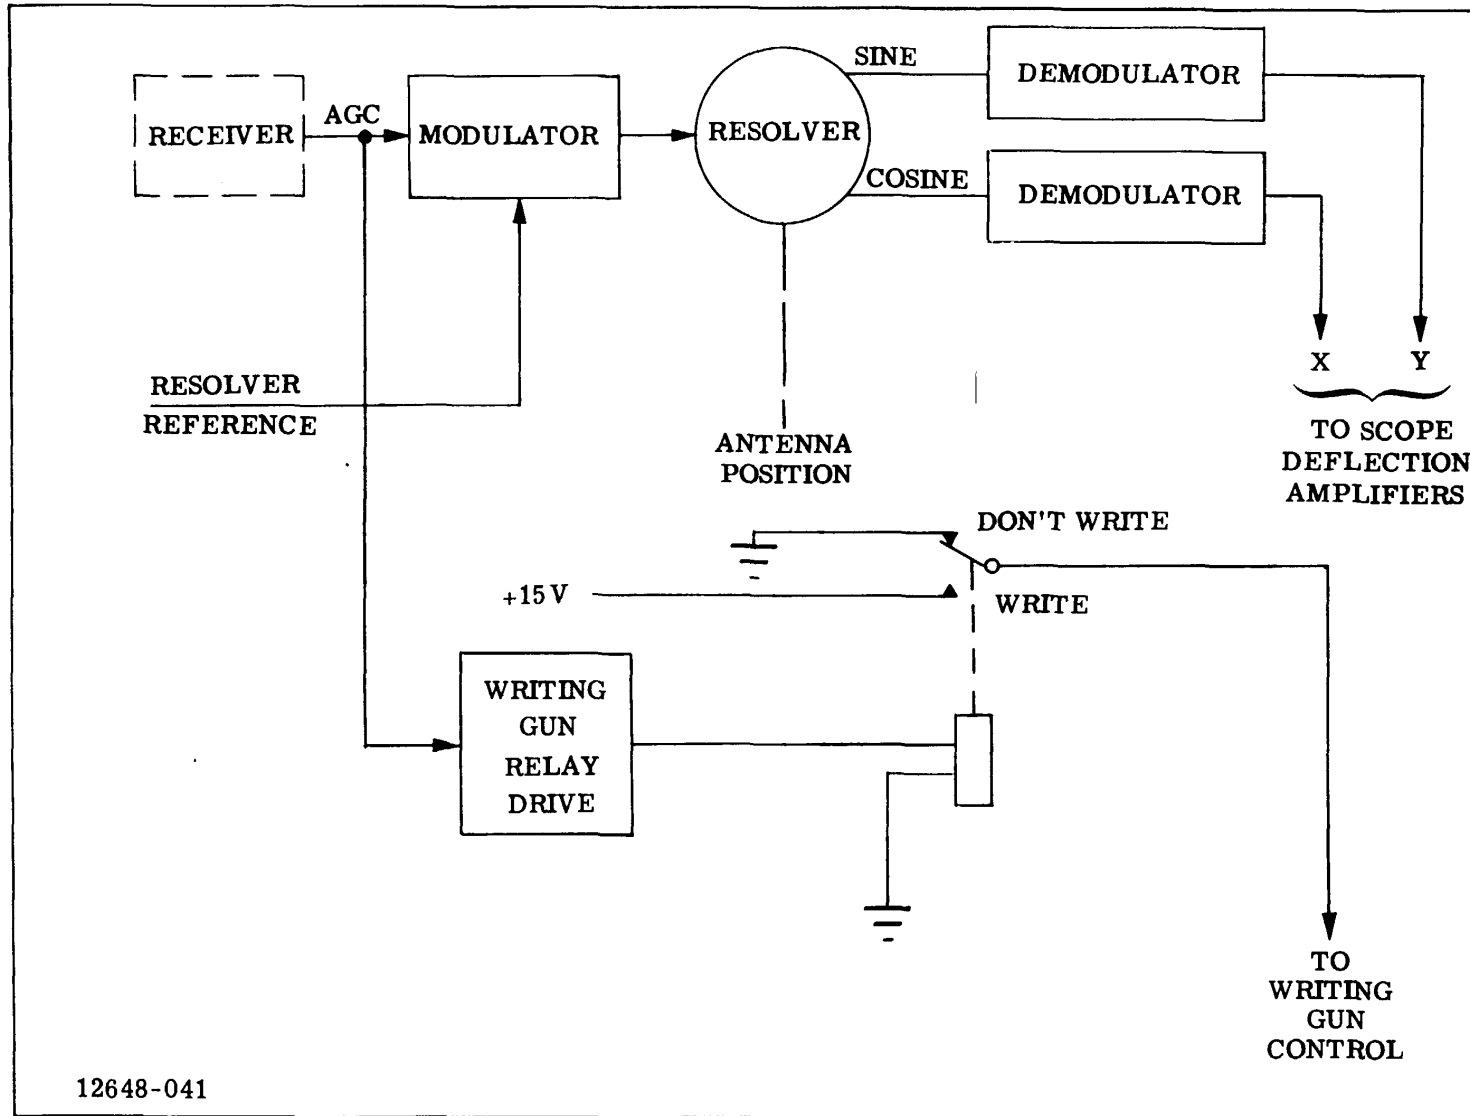 RECEIVER
AGC
MODULATOR
RESOLVER
SINE
DEMODULATOR
COSINE
DEMODULATOR
RESOLVER
REFERENCE
ANTENNA
POSITION
X
Y
TO SCOPE
DEFLECTION
AMPLIFIERS
DON'T WRITE
+15V
WRITE
WRITING
GUN
RELAY
DRIVE
TO
WRITING
GUN
CONTROL
12648-041